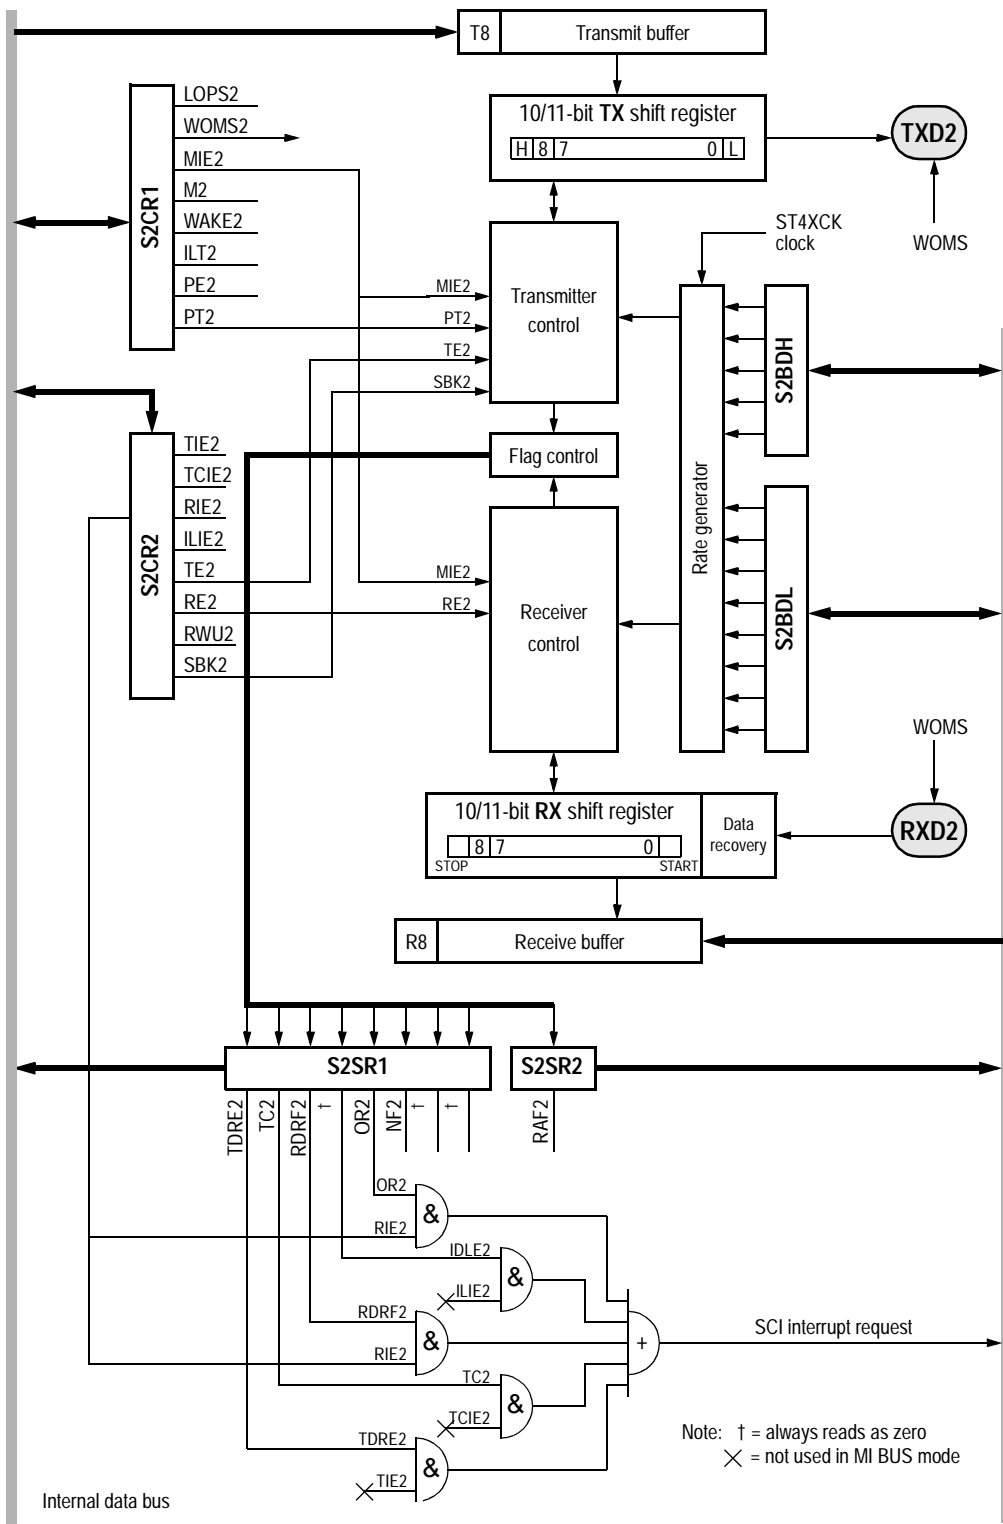 T8 Transmit buffer
10/11-bit TX shift register
H 8 7 0 L
TXD2
WOMS
ST4XCK
clock
S2CR1
LOPS2
WOMS2
MIE2
M2
WAKE2
ILT2
PE2
PT2
MIE2
PT2
TE2
SBK2
Transmitter
control
S2BDH
Flag control
Rate generator
S2CR2
TIE2
TCIE2
RIE2
ILIE2
TE2
RE2
RWU2
SBK2
MIE2
RE2
Receiver
control
S2BDL
WOMS
RXD2
10/11-bit RX shift register
8 7 0
STOP START
Data
recovery
R8 Receive buffer
S2SR1
S2SR2
TDRE2
TC2
RDRF2
†
OR2
NF2
†
†
RAF2
OR2
&
RIE2
IDLE2
&
ILIE2
RDRF2
&
RIE2
TC2
&
TCIE2
TDRE2
&
TIE2
+
SCI interrupt request
Note: † = always reads as zero
= not used in MI BUS mode
Internal data bus